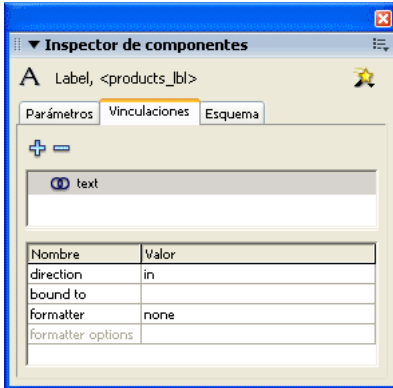 Inspector de componentes
A Label, <products_lbl>
Parámetros Vinculaciones Esquema
text
Nombre Valor
direction in
bound to
formatter none
formatter options